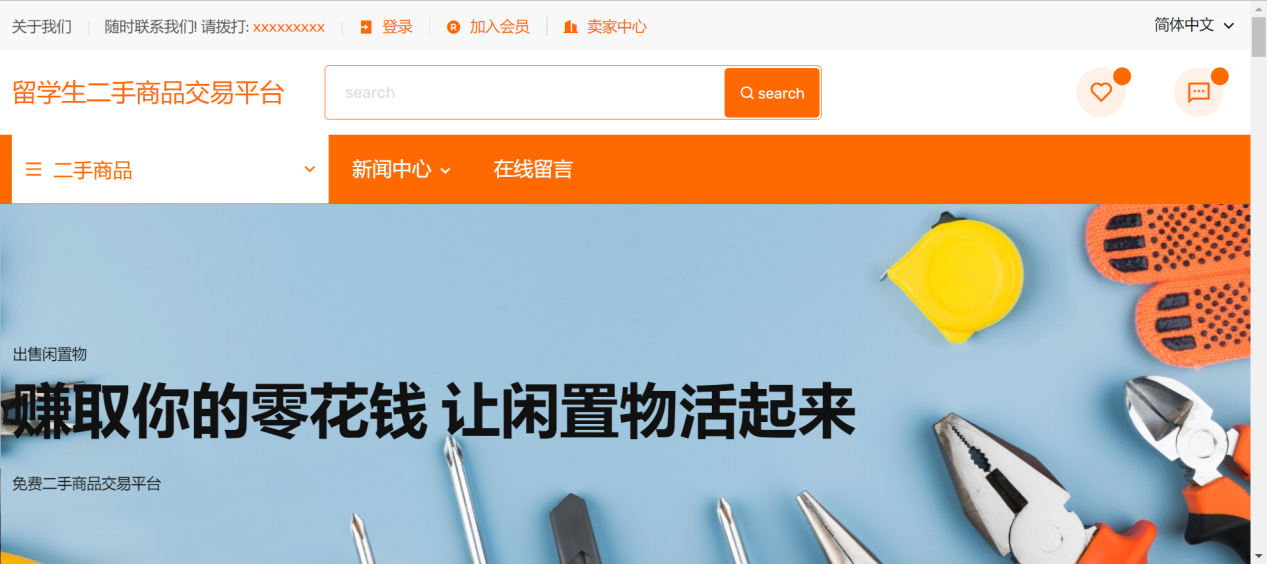 关于我们 随时联系我们! 请拨打: xxxxxxxxx 登录 加入会员 卖家中心 简体中文
留学生二手商品交易平台 search search
二手商品 新闻中心 在线留言
出售闲置物
赚取你的零花钱 让闲置物活起来
免费二手商品交易平台